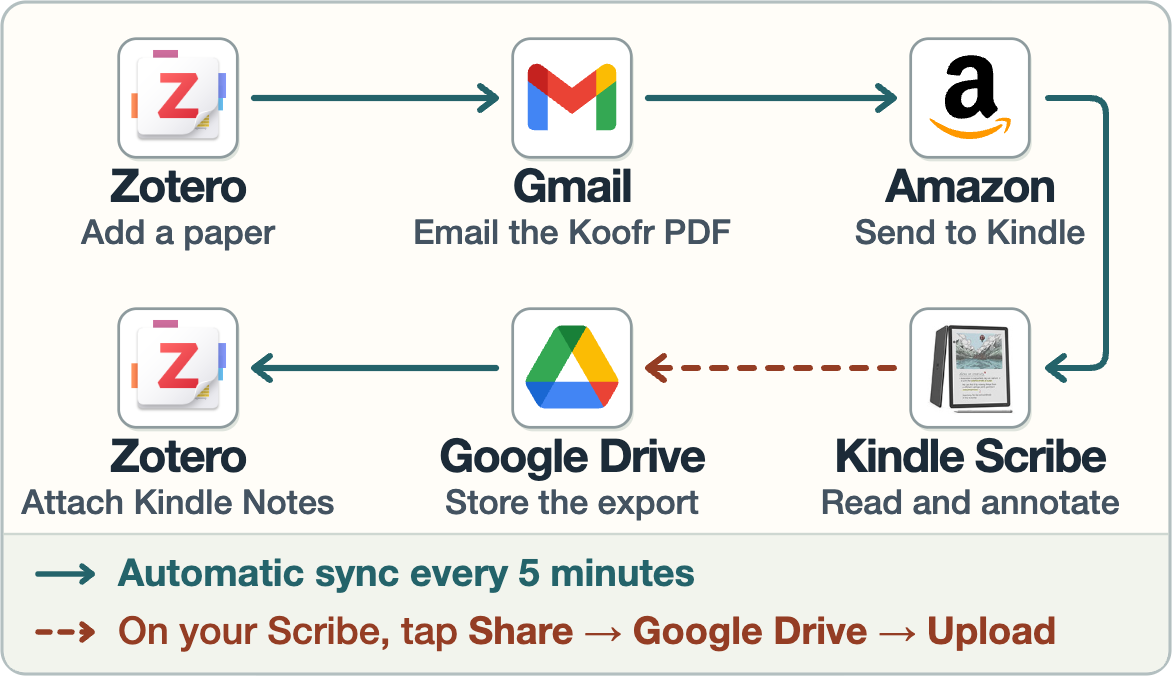 Zotero
Add a paper
Gmail
Email the Koofr PDF
Amazon
Send to Kindle
Zotero
Attach Kindle Notes
Google Drive
Store the export
Kindle Scribe
Read and annotate
→ Automatic sync every 5 minutes
On your Scribe, tap Share → Google Drive → Upload